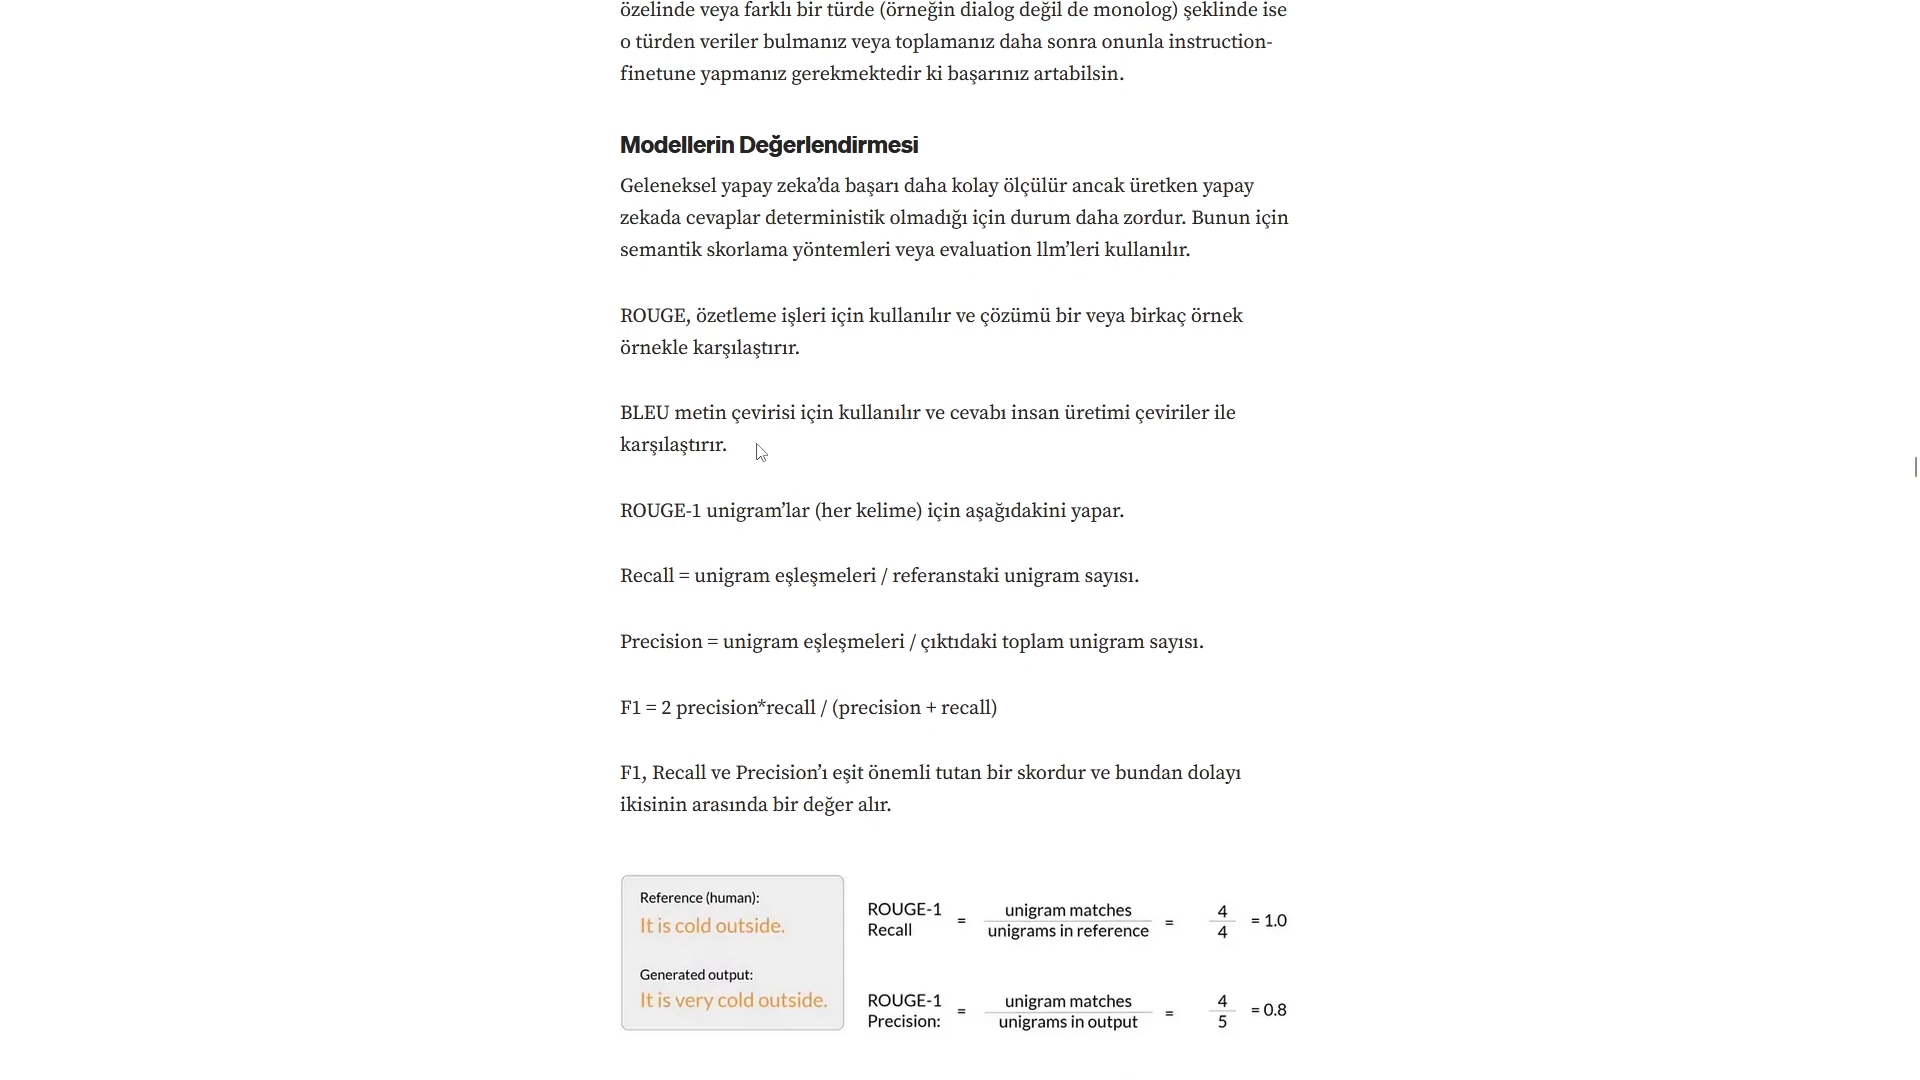 özelinde veya farklı bir türde (örneğin dialog değil de monolog) şeklinde ise
o türden veriler bulmanız veya toplamanız daha sonra onunla instruction-
finetune yapmanız gerekmektedir ki başarınız artabilsin.
Modellerin Değerlendirmesi
Geleneksel yapay zeka’da başarı daha kolay ölçülür ancak üretken yapay
zekada cevaplar deterministik olmadığı için durum daha zordur. Bunun için
semantik skorlama yöntemleri veya evaluation llm’leri kullanılır.
ROUGE, özetleme işleri için kullanılır ve çözümü bir veya birkaç örnek
örnekle karşılaştırır.
BLEU metin çevirisi için kullanılır ve cevabı insan üretimi çeviriler ile
karşılaştırır.
ROUGE-1 unigram’lar (her kelime) için aşağıdakini yapar.
Recall = unigram eşleşmeleri / referanstaki unigram sayısı.
Precision = unigram eşleşmeleri / çıktıdaki toplam unigram sayısı.
F1 = 2 precision*recall / (precision + recall)
F1, Recall ve Precision’ı eşit önemli tutan bir skordur ve bundan dolayı
ikisinin arasında bir değer alır.
Reference (human):
It is cold outside.
Generated output:
It is very cold outside.
ROUGE-1 Recall = unigram matches / unigrams in reference = 4 / 4 = 1.0
ROUGE-1 Precision: = unigram matches / unigrams in output = 4 / 5 = 0.8